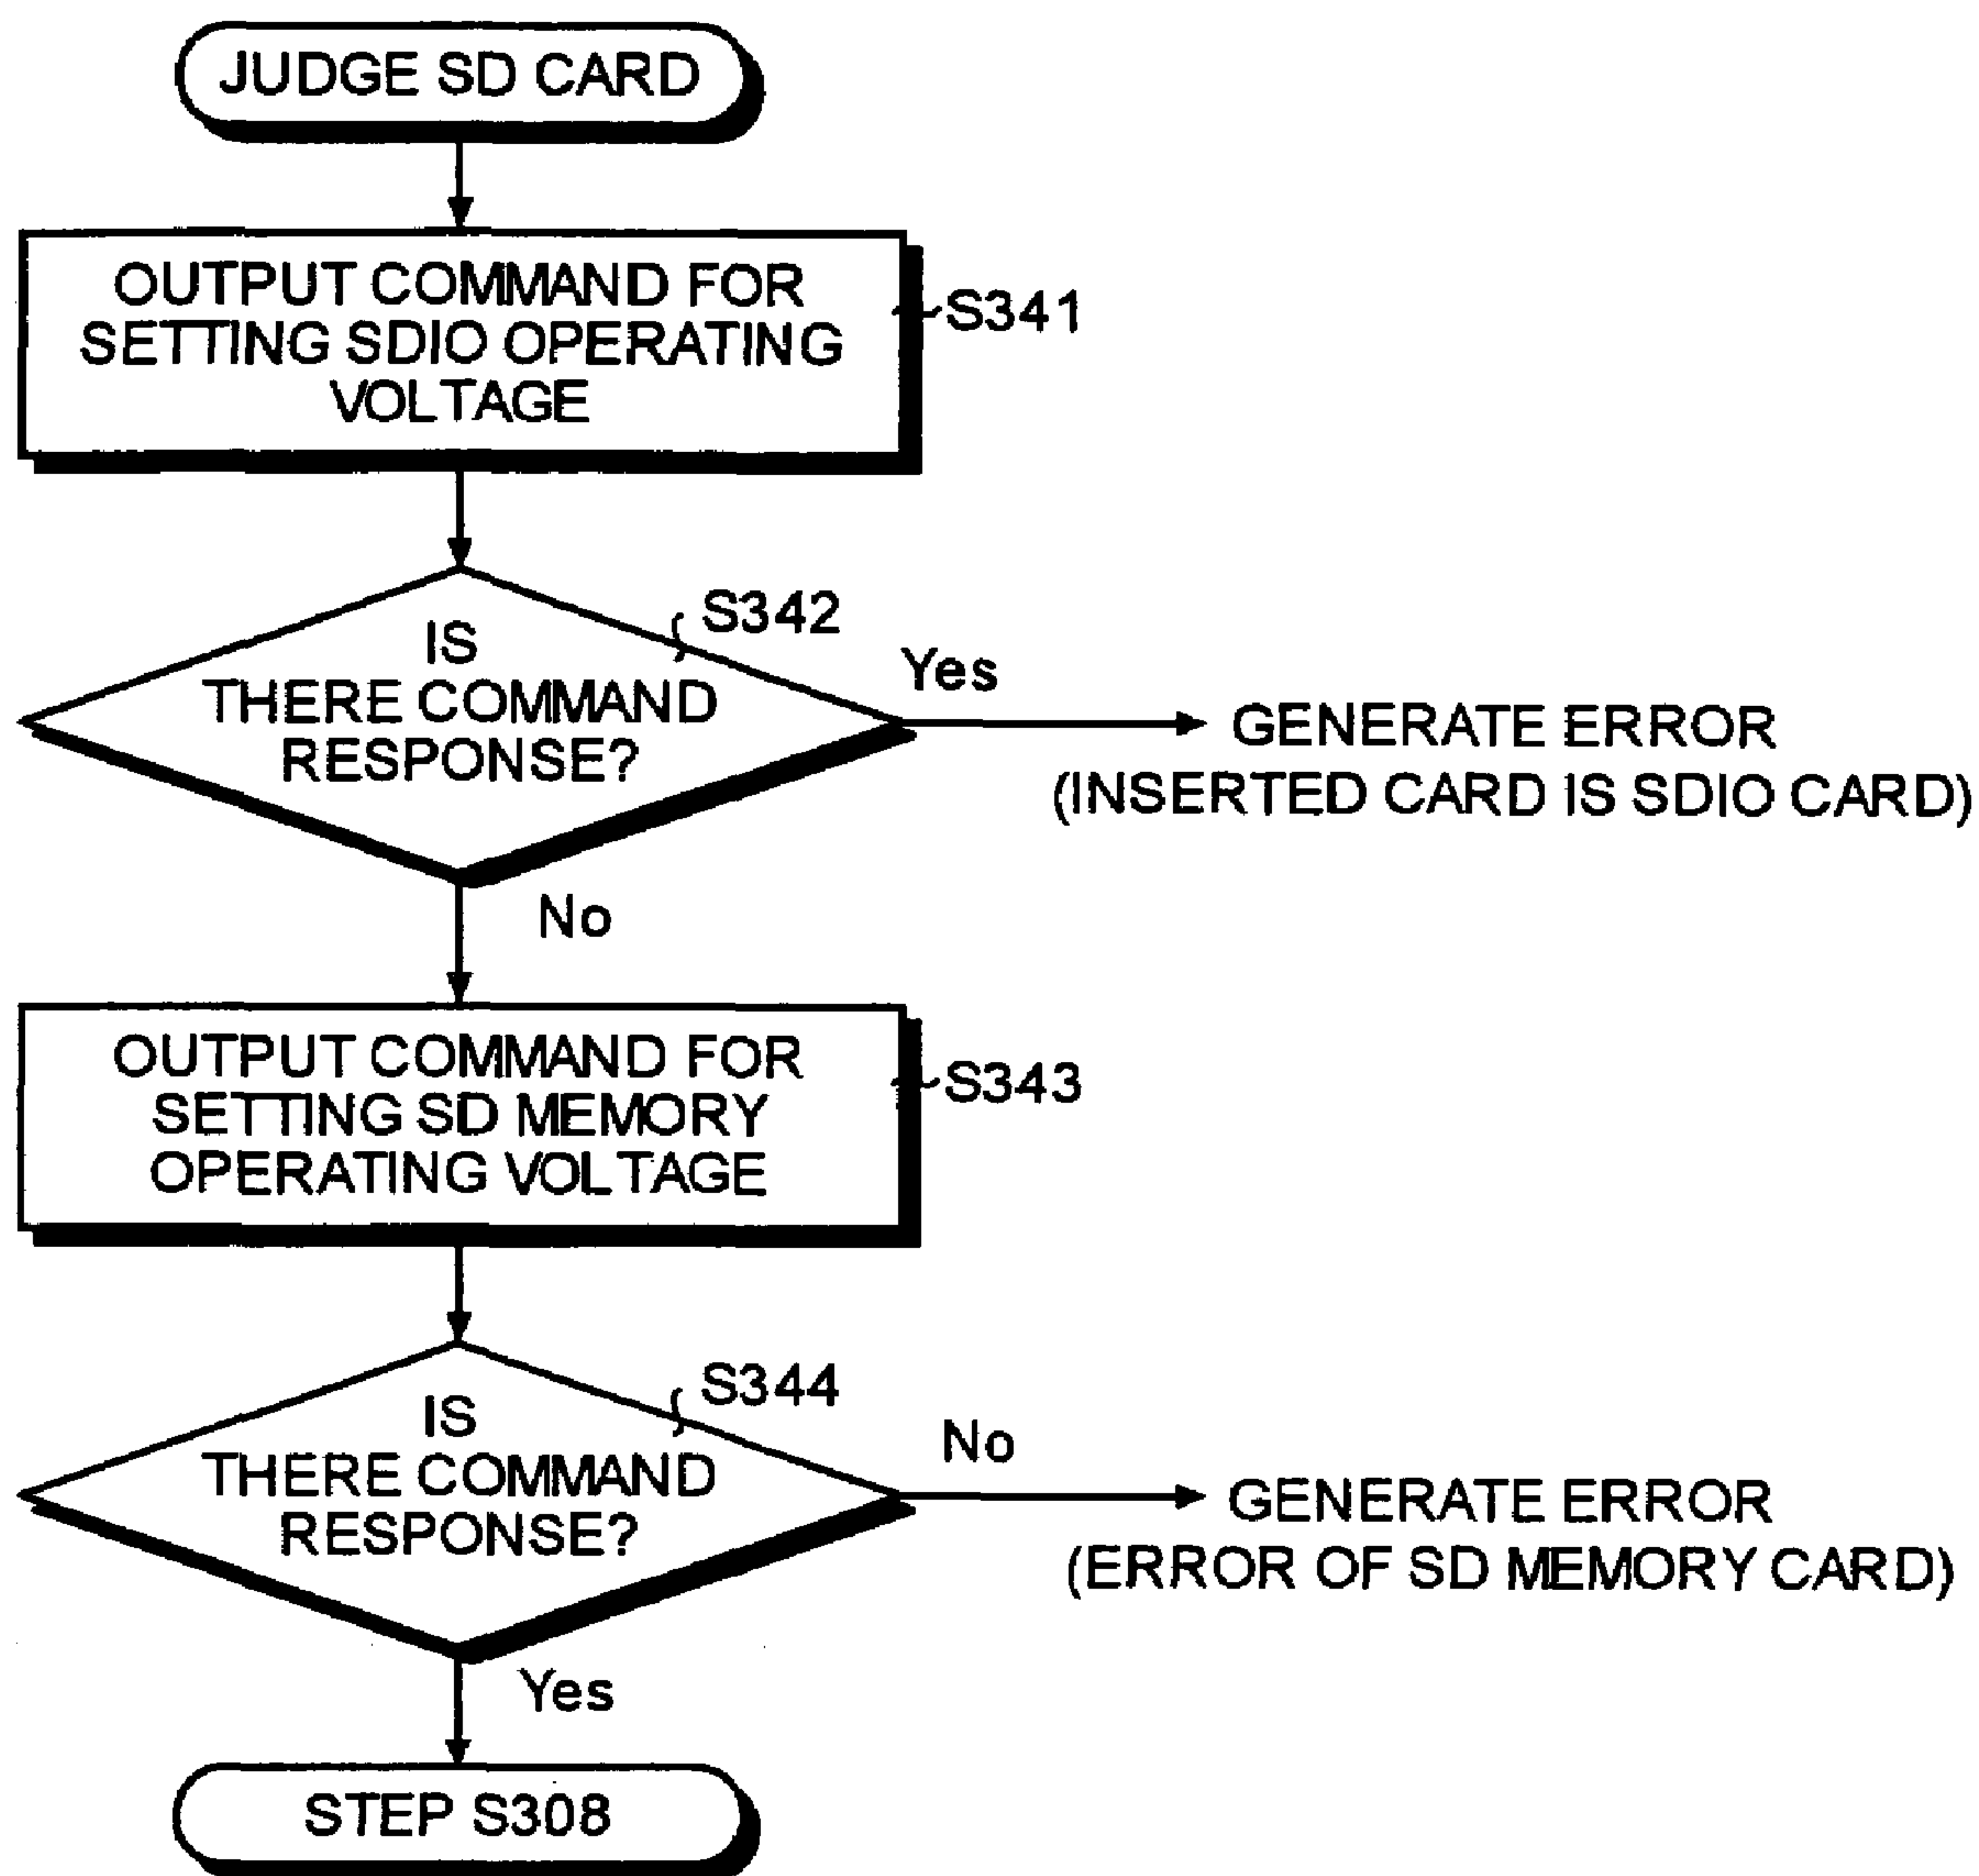 JUDGE SD CARD
OUTPUT COMMAND FOR
SETTING SDIO OPERATING
VOLTAGE
S341
IS
THERE COMMAND
RESPONSE?
S342
Yes
GENERATE ERROR
(INSERTED CARD IS SDIO CARD)
No
OUTPUT COMMAND FOR
SETTING SD MEMORY
OPERATING VOLTAGE
S343
IS
THERE COMMAND
RESPONSE?
S344
No
GENERATE ERROR
(ERROR OF SD MEMORY CARD)
Yes
STEP S308